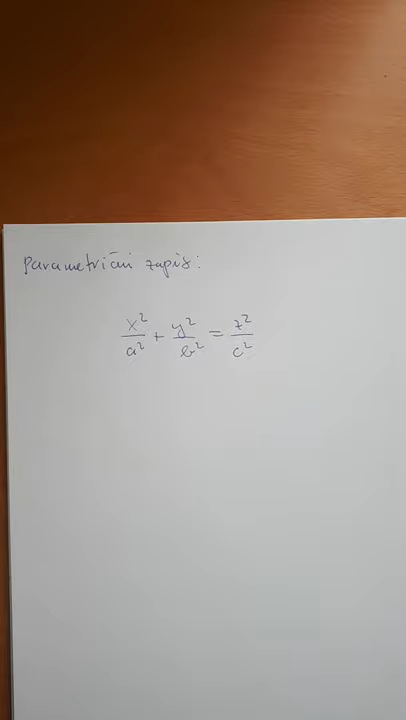 parametrični zapis:
x²/a² + y²/b² = z²/c²